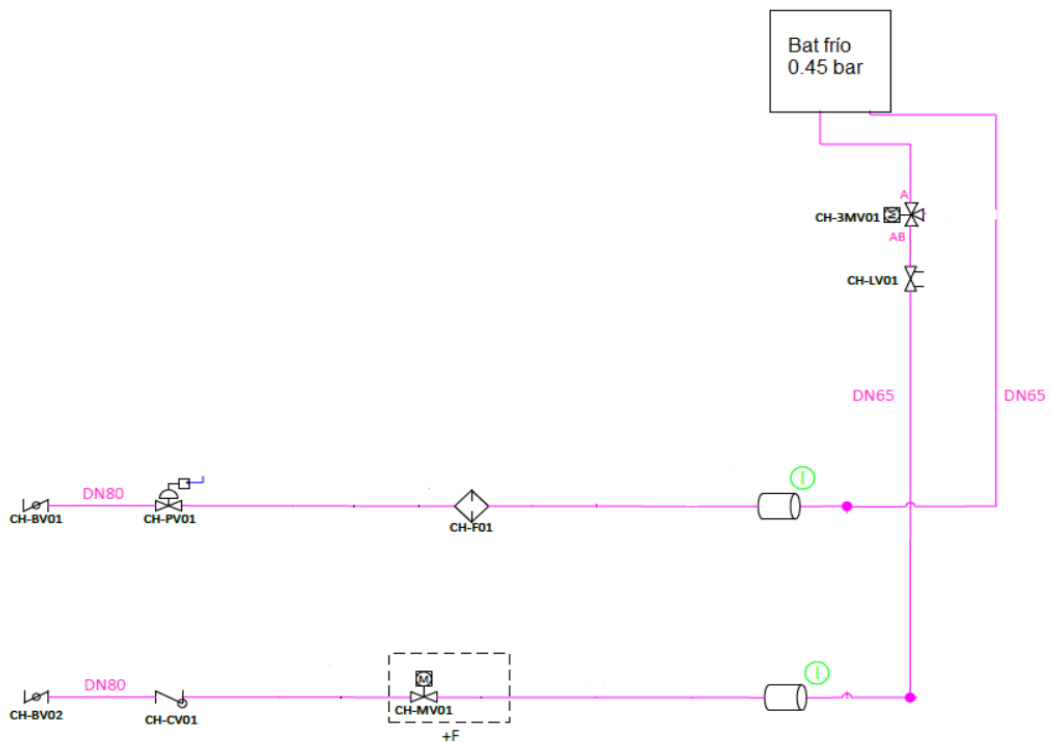 Bat frío
0.45 bar
A
M
CH-3MV01
AB
CH-LV01
DN65
DN65
I
DN80
CH-BV01
CH-PV01
CH-F01
I
DN80
M
CH-BV02
CH-CV01
CH-MV01
+F